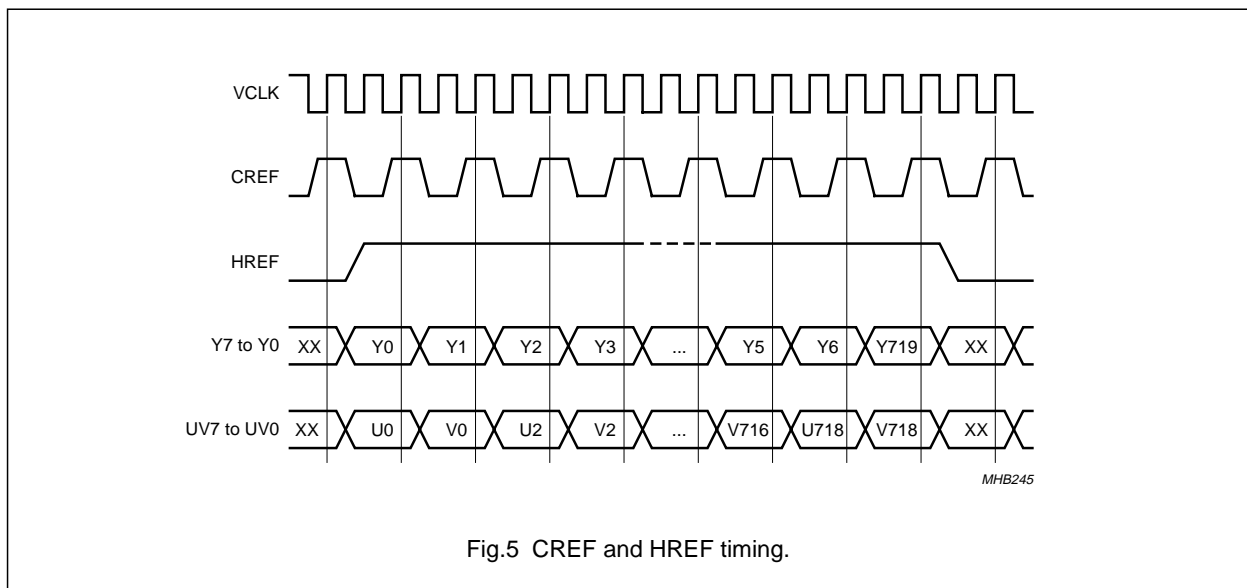 VCLK
CREF
HREF
Y7 to Y0 XX Y0 Y1 Y2 Y3 ... Y5 Y6 Y719 XX
UV7 to UV0 XX U0 V0 U2 V2 ... V716 U718 V718 XX
MHB245
Fig.5 CREF and HREF timing.